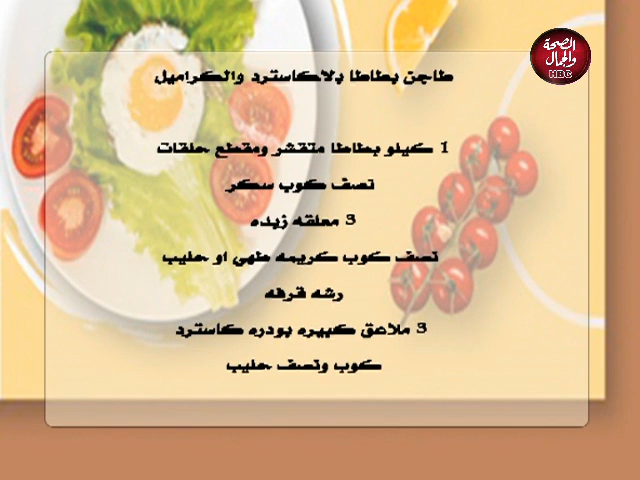 الصحة
والجمال
HBC
طاجن بطاطا بالكاسترد والكراميل
1 كيلو بطاطا متقشر ومقطع حلقات
نصف كوب سكر
3 معلقه زبده
نصف كوب كريمه طهي او حليب
رشه قرفه
3 ملاعق كبيره بودره كاسترد
كوب ونصف حليب